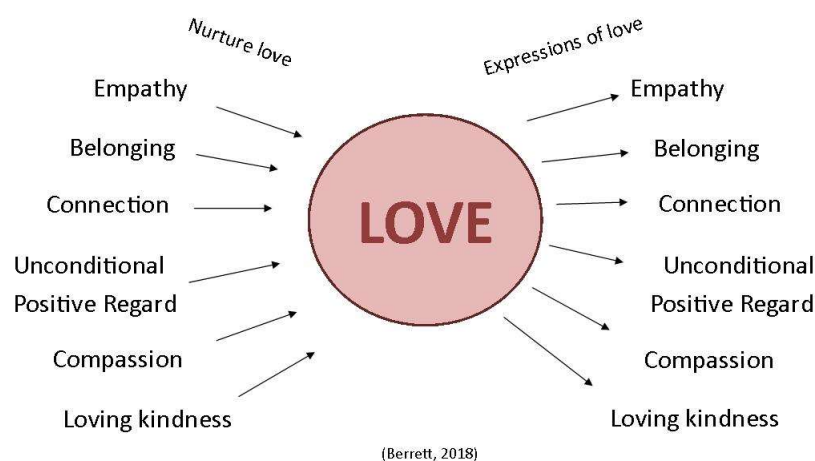 Nurture love
Expressions of love
Empathy
Belonging
Connection
Unconditional
Positive Regard
Compassion
Loving kindness
LOVE
Empathy
Belonging
Connection
Unconditional
Positive Regard
Compassion
Loving kindness
(Berrett, 2018)